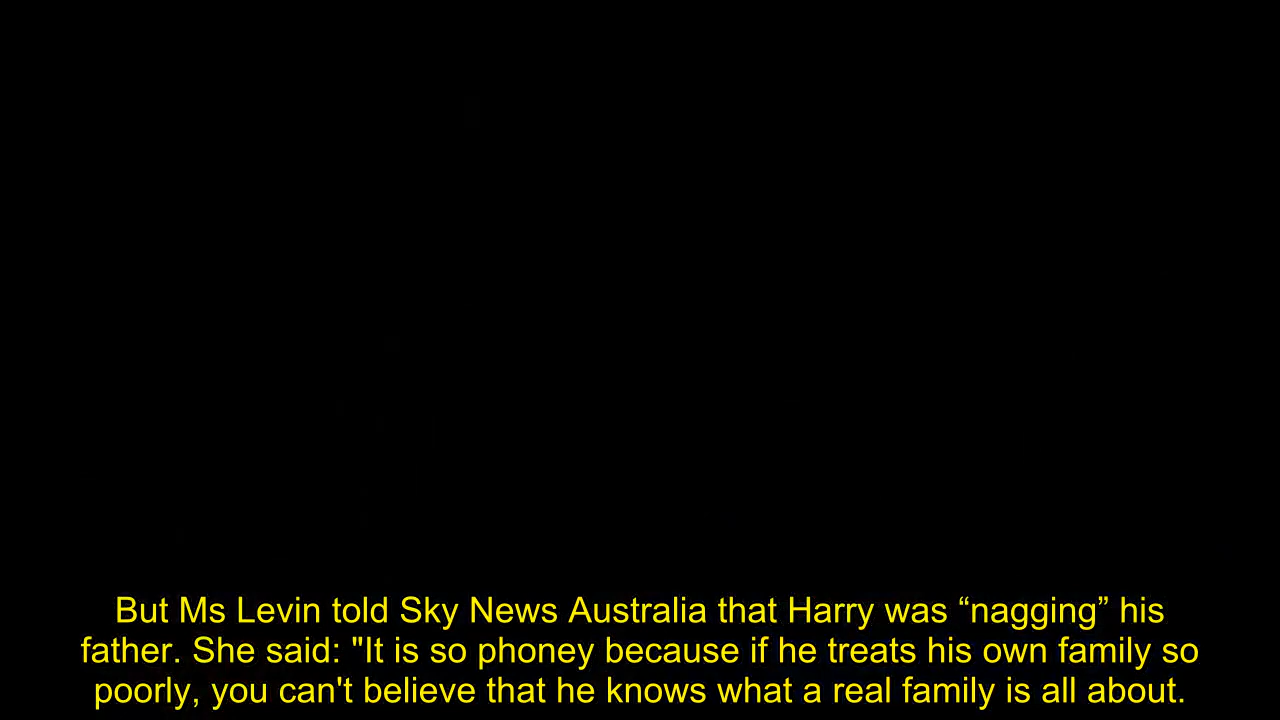 But Ms Levin told Sky News Australia that Harry was “nagging” his
father. She said: "It is so phoney because if he treats his own family so
poorly, you can't believe that he knows what a real family is all about.